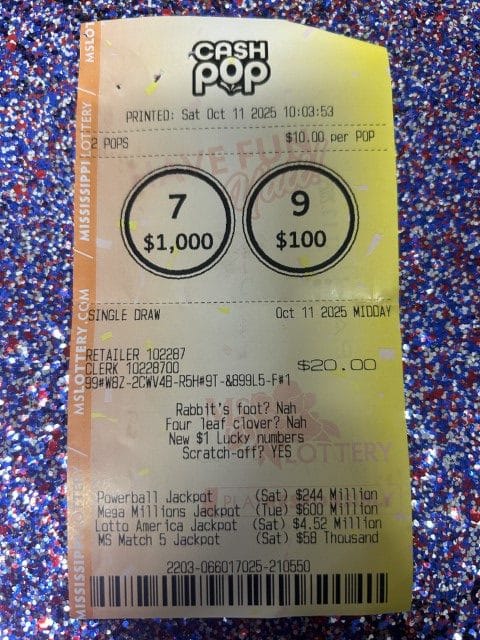 CASH
POP
PRINTED: Sat Oct 11 2025 10:03:53
2 POPS $10.00 per POP
7
$1,000
9
$100
SINGLE DRAW Oct 11 2025 MIDDAY
RETAILER 102287
CLERK 10228700 $20.00
99#W8Z-2CWV4B-R5H#9T-&899L5-F#1
Rabbit's foot? Nah
Four leaf clover? Nah
New $1 Lucky numbers
Scratch-off? YES
Powerball Jackpot (Sat) $244 Million
Mega Millions Jackpot (Tue) $600 Million
Lotto America Jackpot (Sat) $4.52 Million
MS Match 5 Jackpot (Sat) $58 Thousand
2203-066017025-210550
MISSISSIPPI LOTTERY / MSLOTTERY.COM / MISSISSIPPI LOTTERY / MSLOT
LOTTERY